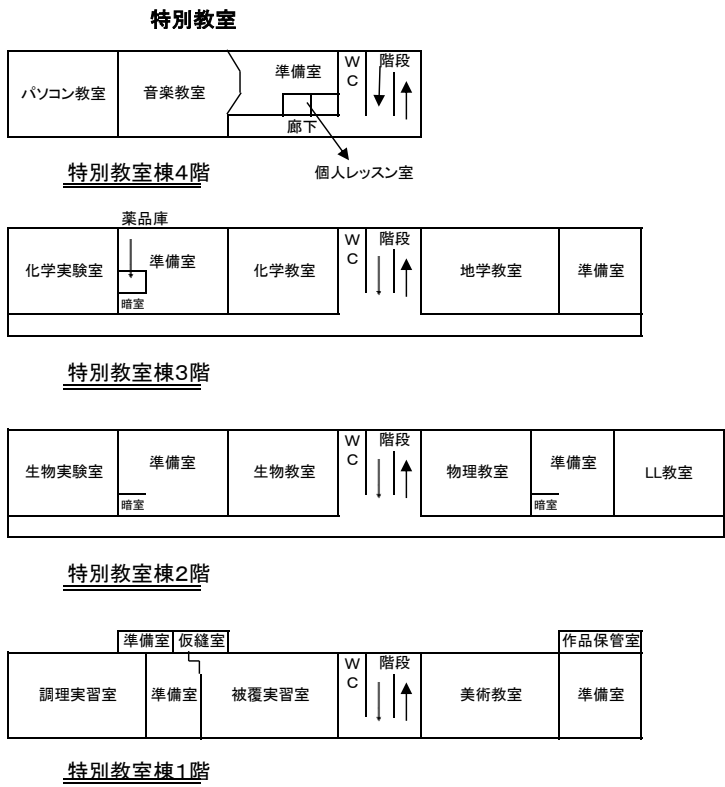 特別教室
パソコン教室
音楽教室
準備室
WC
階段
廊下
個人レッスン室
特別教室棟4階
薬品庫
化学実験室
準備室
暗室
化学教室
WC
階段
地学教室
準備室
特別教室棟3階
生物実験室
準備室
暗室
生物教室
WC
階段
物理教室
準備室
暗室
LL教室
特別教室棟2階
準備室
仮縫室
作品保管室
調理実習室
準備室
被覆実習室
WC
階段
美術教室
準備室
特別教室棟1階